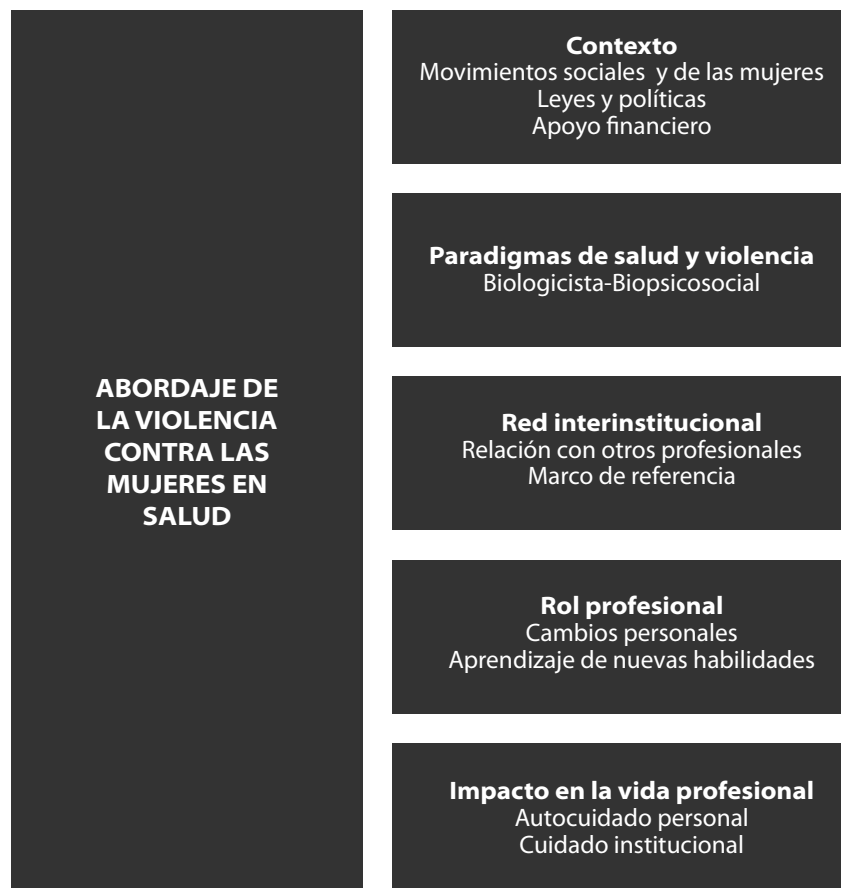 ABORDAJE DE
LA VIOLENCIA
CONTRA LAS
MUJERES EN
SALUD
Contexto
Movimientos sociales y de las mujeres
Leyes y políticas
Apoyo financiero
Paradigmas de salud y violencia
Biologicista-Biopsicosocial
Red interinstitucional
Relación con otros profesionales
Marco de referencia
Rol profesional
Cambios personales
Aprendizaje de nuevas habilidades
Impacto en la vida profesional
Autocuidado personal
Cuidado institucional